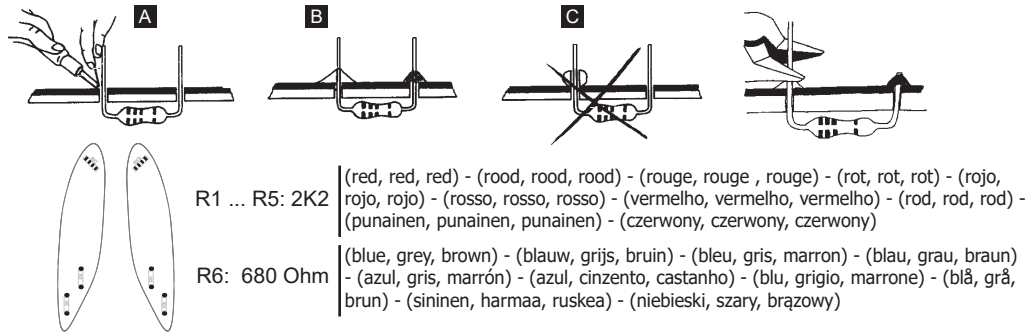 A
B
C
R1 ... R5: 2K2
(red, red, red) - (rood, rood, rood) - (rouge, rouge , rouge) - (rot, rot, rot) - (rojo,
rojo, rojo) - (rosso, rosso, rosso) - (vermelho, vermelho, vermelho) - (rod, rod, rod) -
(punainen, punainen, punainen) - (czerwony, czerwony, czerwony)
R6: 680 Ohm
(blue, grey, brown) - (blauw, grijs, bruin) - (bleu, gris, marron) - (blau, grau, braun)
- (azul, gris, marrón) - (azul, cinzento, castanho) - (blu, grigio, marrone) - (blå, grå,
brun) - (sininen, harmaa, ruskea) - (niebieski, szary, brązowy)